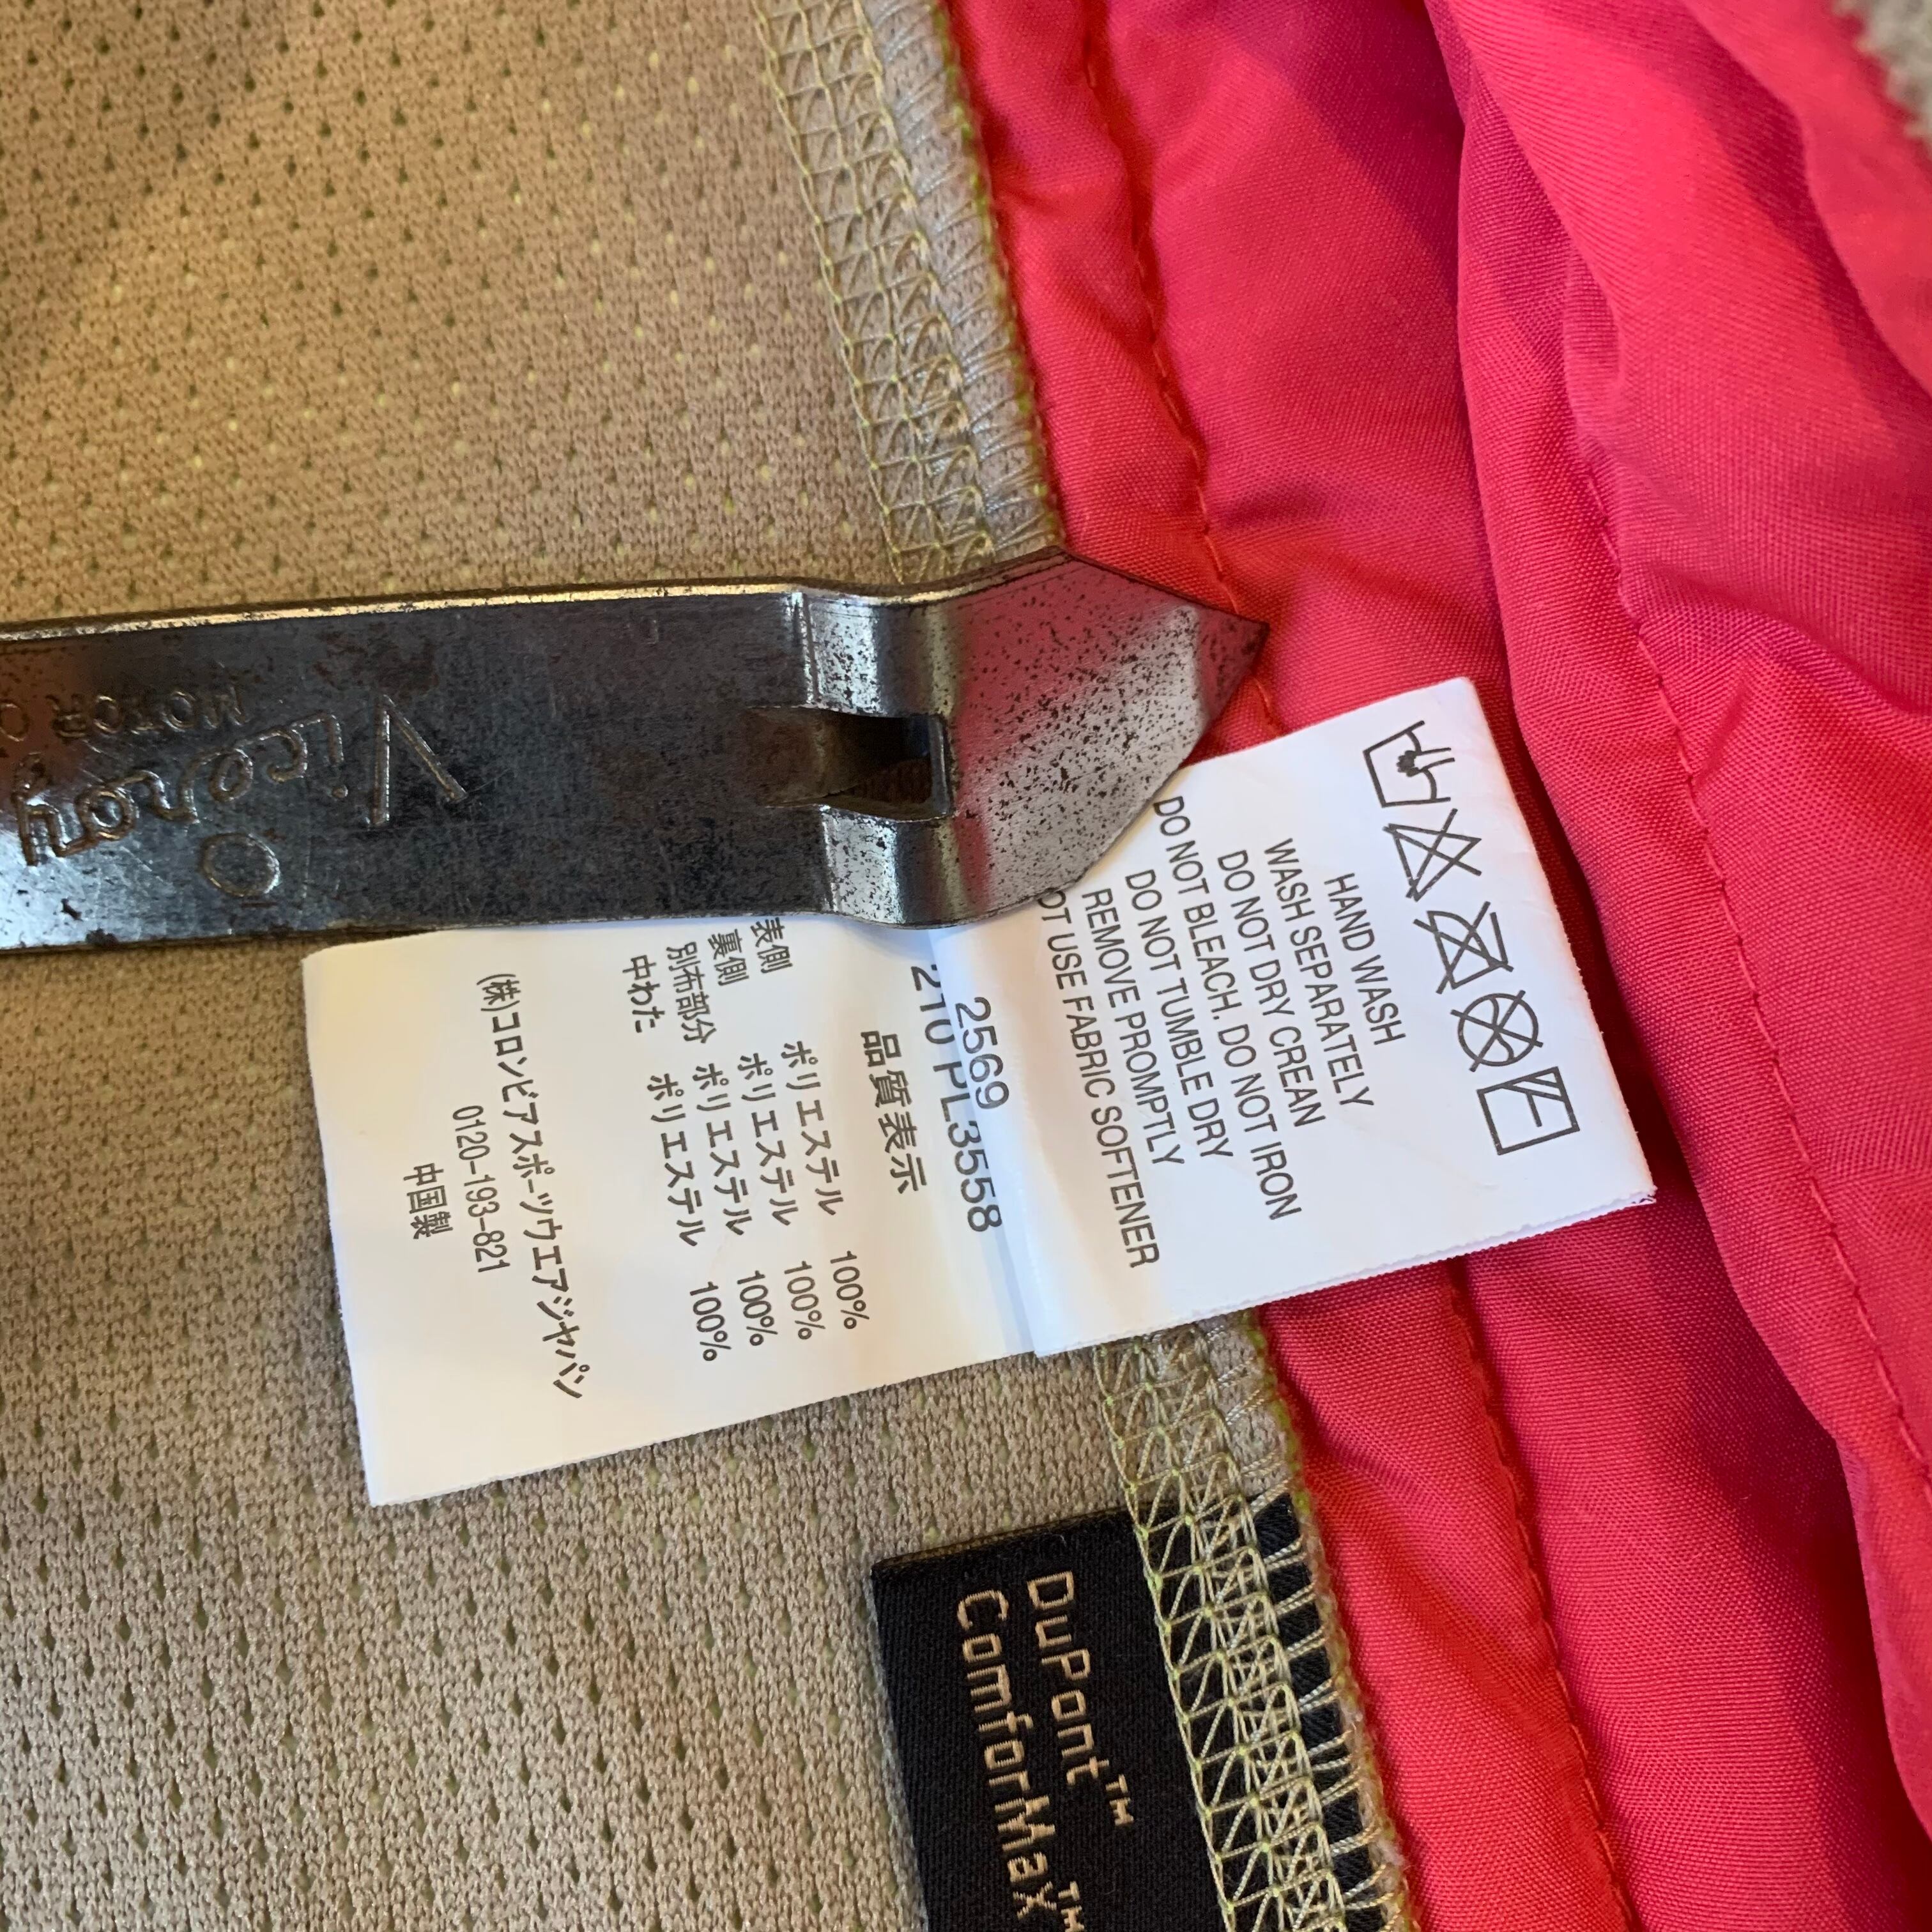 HAND WASH
WASH SEPARATELY
DO NOT DRY CREAN
DO NOT BLEACH. DO NOT IRON
DO NOT TUMBLE DRY
REMOVE PROMPTLY
OT USE FABRIC SOFTENER
2569
210 PL3558
品質表示
表側 ポリエステル 100%
裏側 ポリエステル 100%
別布部分 ポリエステル 100%
中わた ポリエステル 100%
(株)コロンビアスポーツウエアジャパン
0120-193-821
中国製
Viceroy
MOTOR
DuPont™
ComforMax™